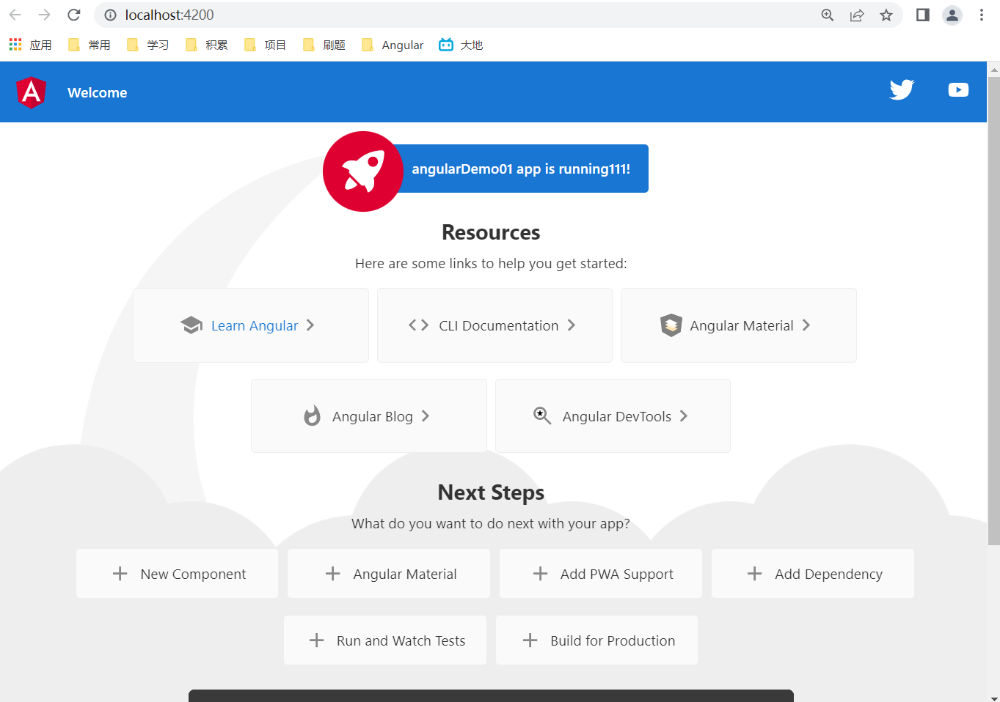 localhost:4200
应用 常用 学习 积累 项目 刷题 Angular 大地
Welcome
angularDemo01 app is running111!
Resources
Here are some links to help you get started:
Learn Angular CLI Documentation Angular Material
Angular Blog Angular DevTools
Next Steps
What do you want to do next with your app?
New Component Angular Material Add PWA Support Add Dependency
Run and Watch Tests Build for Production